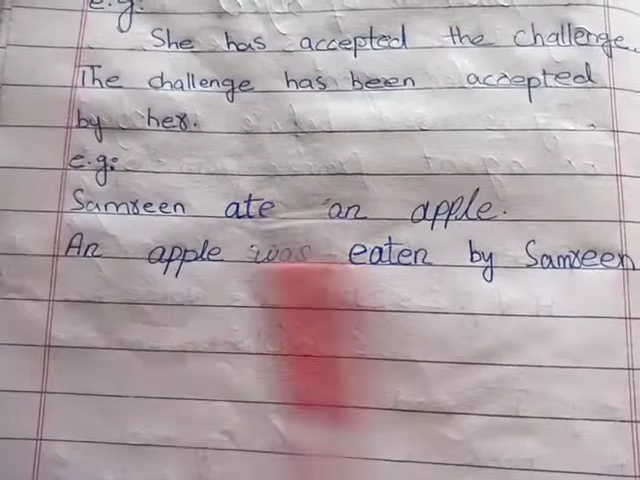 e.g:
She has accepted the challenge.
The challenge has been accepted
by her.
e.g:
Samreen ate an apple.
An apple was eaten by Samreen